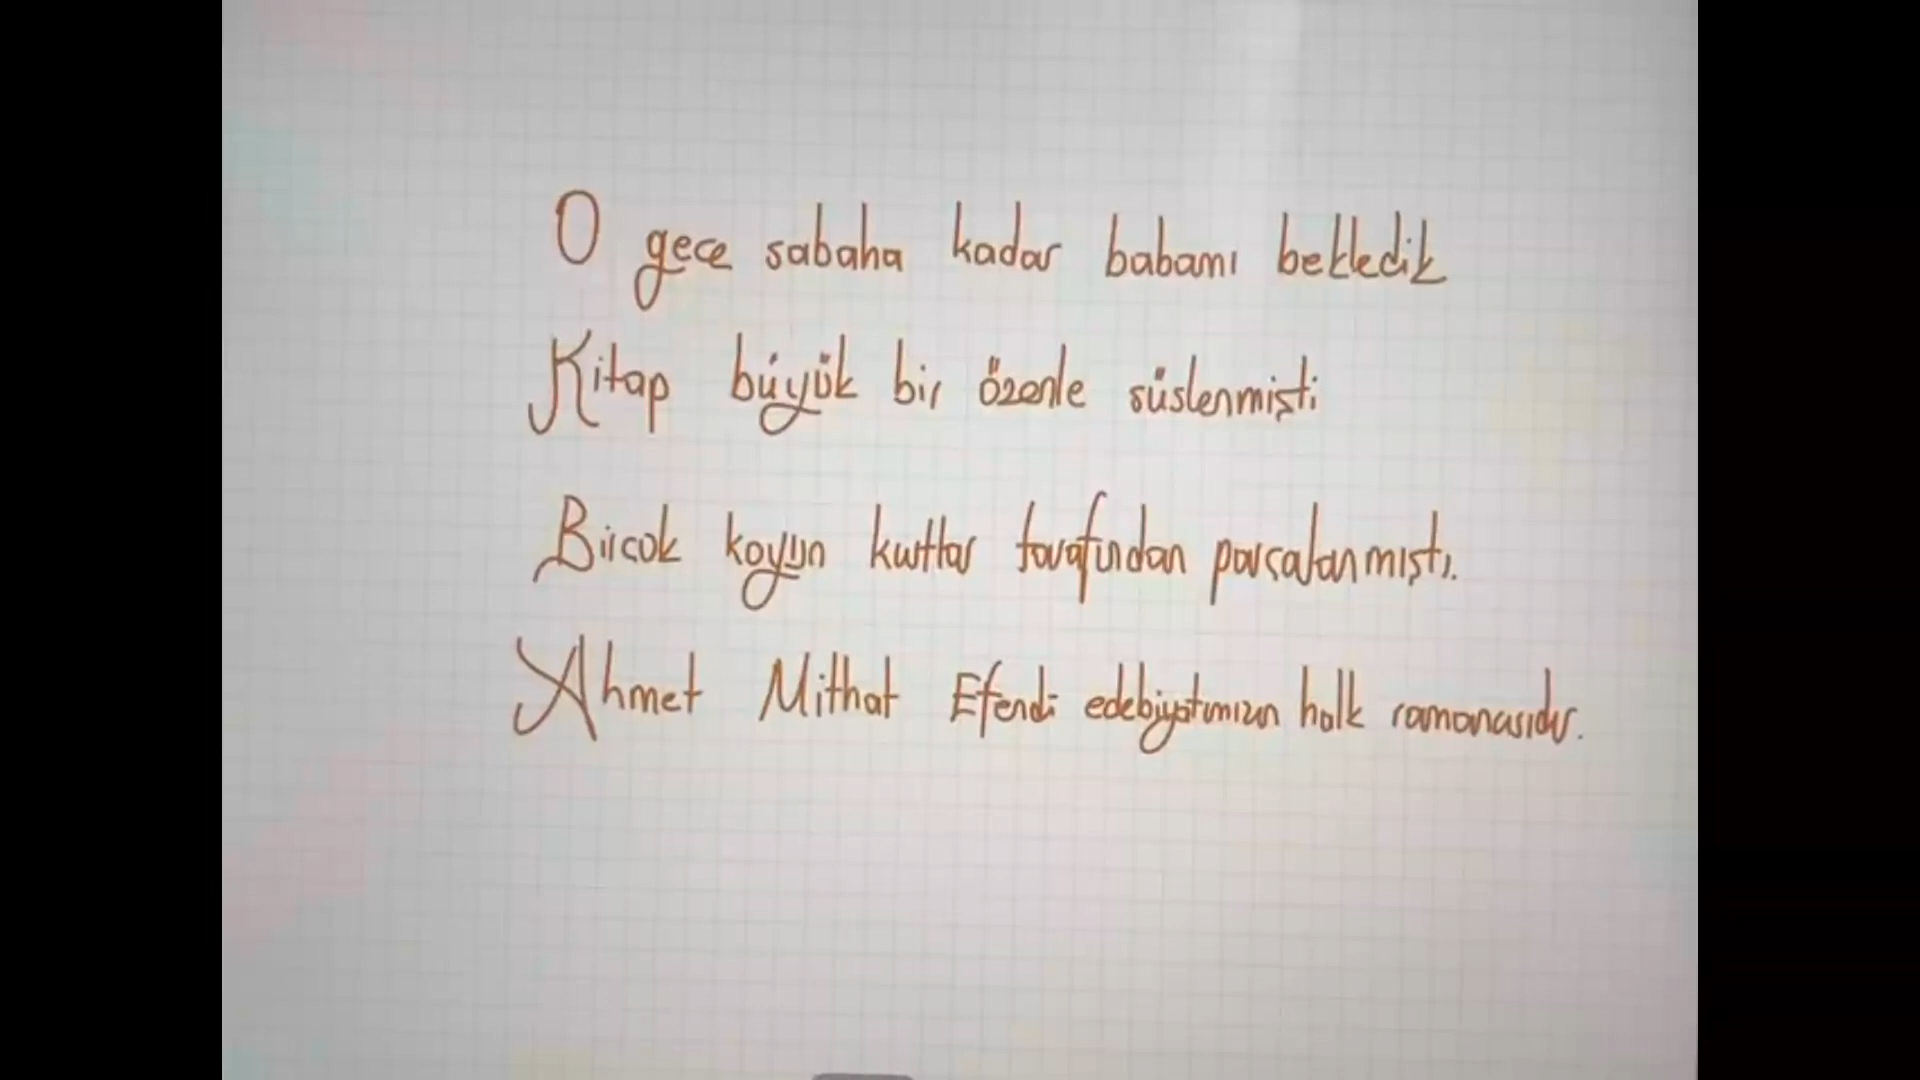 O gece sabaha kadar babamı bekledik
Kitap büyük bir özenle süslenmişti
Birçok koyun kurtlar tarafından parçalanmıştı.
Ahmet Mithat Efendi edebiyatımızın halk romancısıdır.